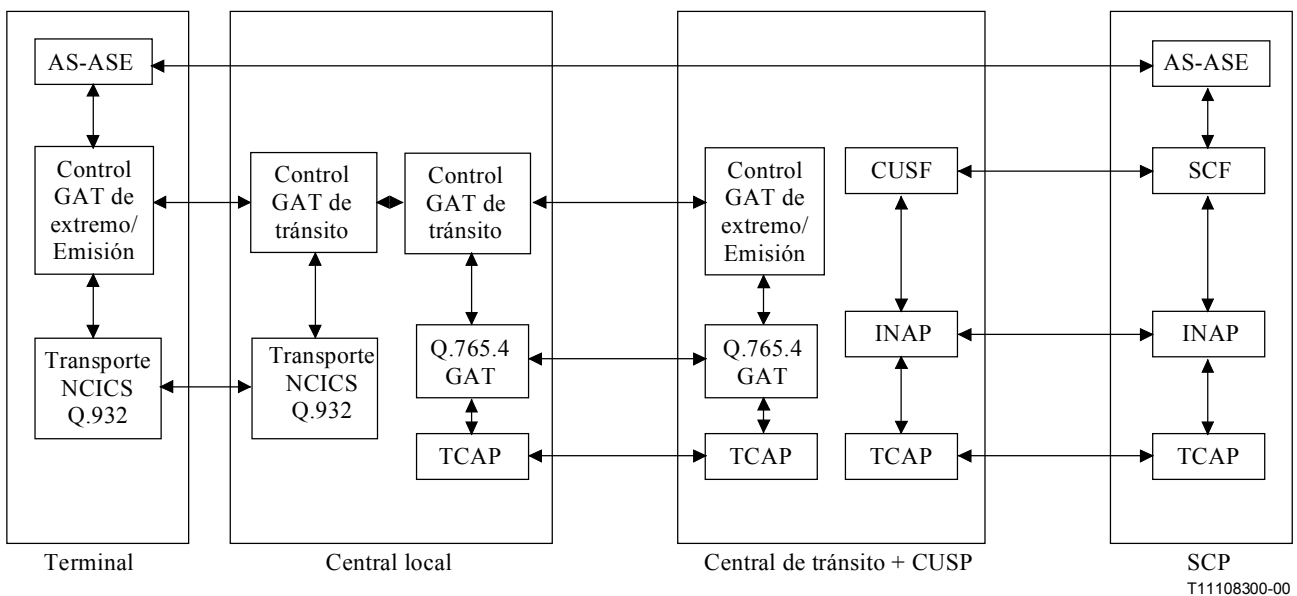 AS-ASE
Control
GAT de
extremo/
Emisión
Transporte
NCICS
Q.932
Terminal
Control
GAT de
tránsito
Transporte
NCICS
Q.932
Control
GAT de
tránsito
Q.765.4
GAT
TCAP
Central local
Control
GAT de
extremo/
Emisión
Q.765.4
GAT
TCAP
CUSF
INAP
TCAP
Central de tránsito + CUSP
AS-ASE
SCF
INAP
TCAP
SCP
T11108300-00